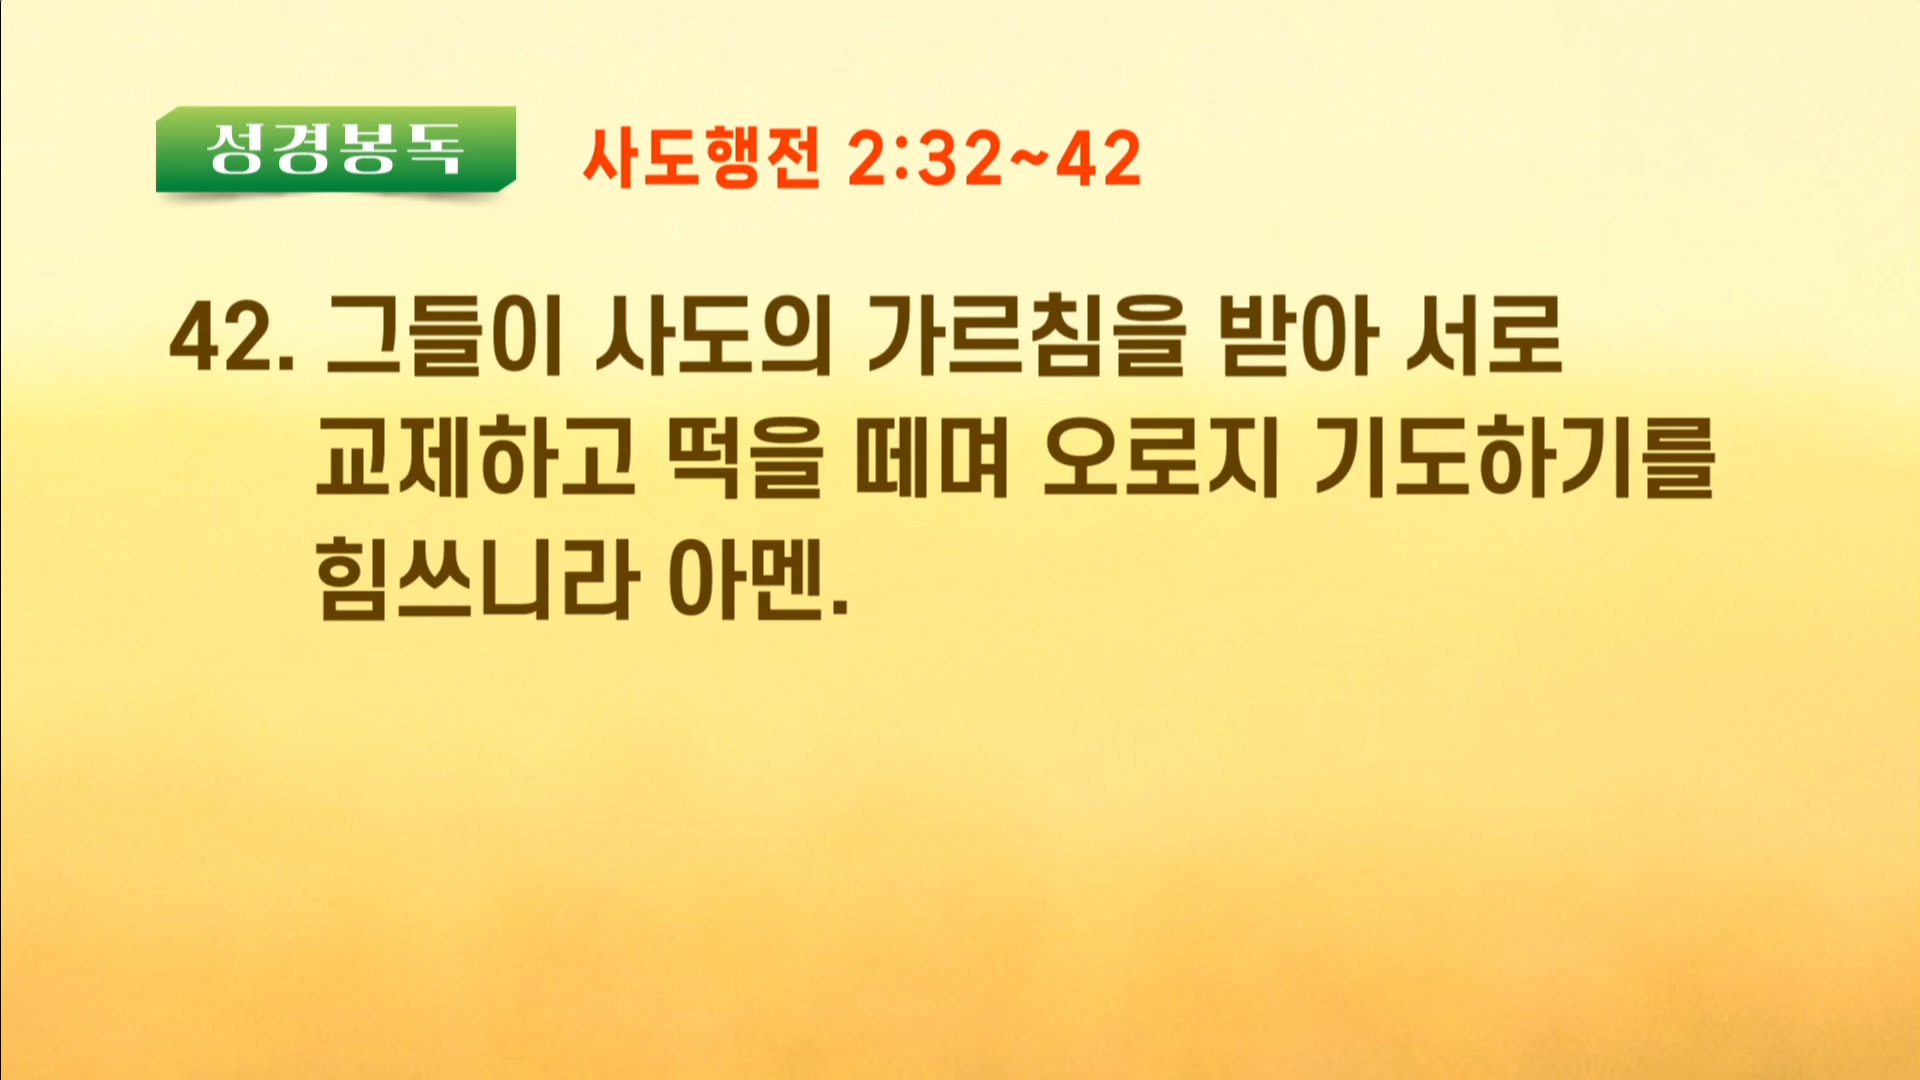 성경봉독 사도행전 2:32~42
42. 그들이 사도의 가르침을 받아 서로
교제하고 떡을 떼며 오로지 기도하기를
힘쓰니라 아멘.